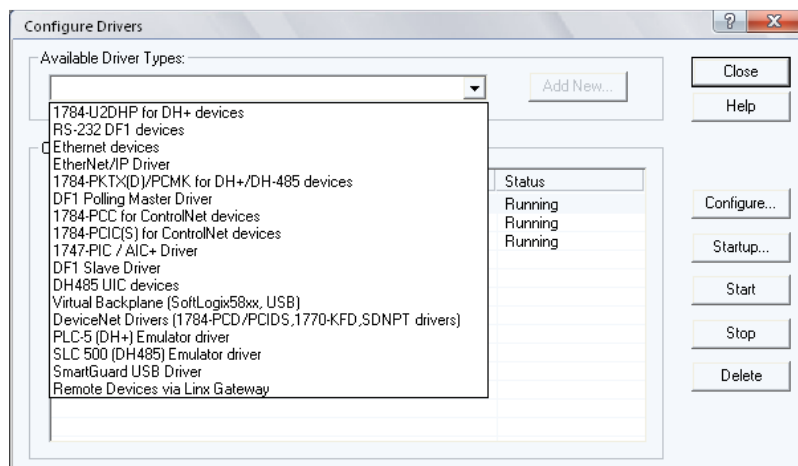 Configure Drivers
Available Driver Types:
Add New...
Close
Help
1784-U2DHP for DH+ devices
RS-232 DF1 devices
Ethernet devices
EtherNet/IP Driver
1784-PKTX(D)/PCMK for DH+/DH-485 devices
DF1 Polling Master Driver
1784-PCC for ControlNet devices
1784-PCIC(S) for ControlNet devices
1747-PIC / AIC+ Driver
DF1 Slave Driver
DH485 UIC devices
Virtual Backplane (SoftLogix58xx, USB)
DeviceNet Drivers (1784-PCD/PCIDS,1770-KFD,SDNPT drivers)
PLC-5 (DH+) Emulator driver
SLC 500 (DH485) Emulator driver
SmartGuard USB Driver
Remote Devices via Linx Gateway
Status
Running
Running
Running
Configure...
Startup...
Start
Stop
Delete